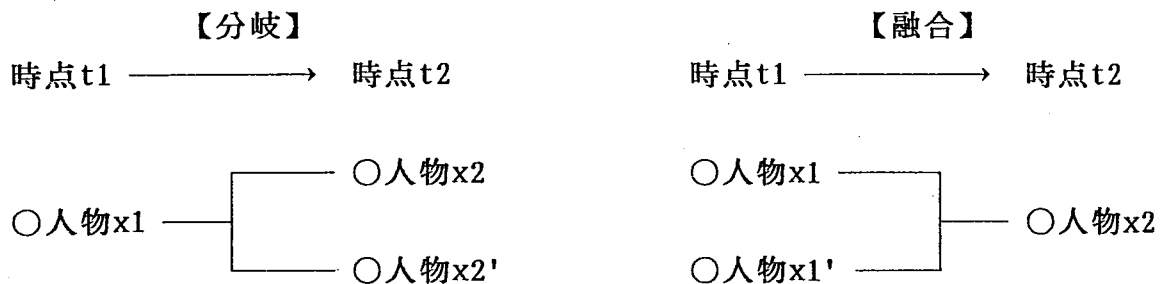 【分岐】
時点t1 時点t2
○人物x1
○人物x2
○人物x2'
【融合】
時点t1 時点t2
○人物x1
○人物x1'
○人物x2